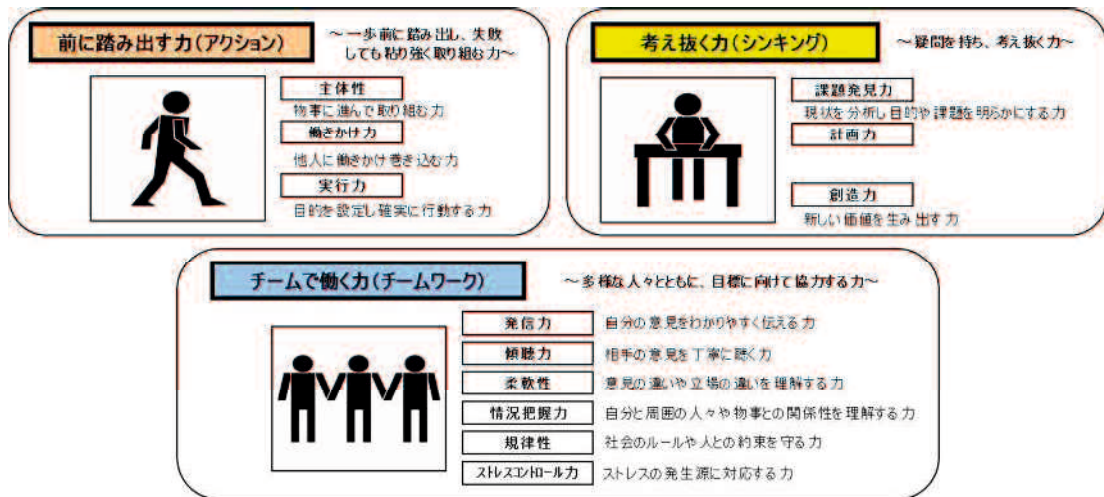 前に踏み出す力(アクション)
～一歩前に踏み出し、失敗
しても粘り強く取り組む力～
主体性
物事に進んで取り組む力
働きかけ力
他人に働きかけ巻き込む力
実行力
目的を設定し確実に行動する力
考え抜く力(シンキング)
～疑問を持ち、考え抜く力～
課題発見力
現状を分析し目的や課題を明らかにする力
計画力
創造力
新しい価値を生み出す力
チームで働く力(チームワーク)
～多様な人々とともに、目標に向けて協力する力～
発信力 自分の意見をわかりやすく伝える力
傾聴力 相手の意見を丁寧に聴く力
柔軟性 意見の違いや立場の違いを理解する力
情況把握力 自分と周囲の人々や物事との関係性を理解する力
規律性 社会のルールや人との約束を守る力
ストレスコントロール力 ストレスの発生源に対応する力